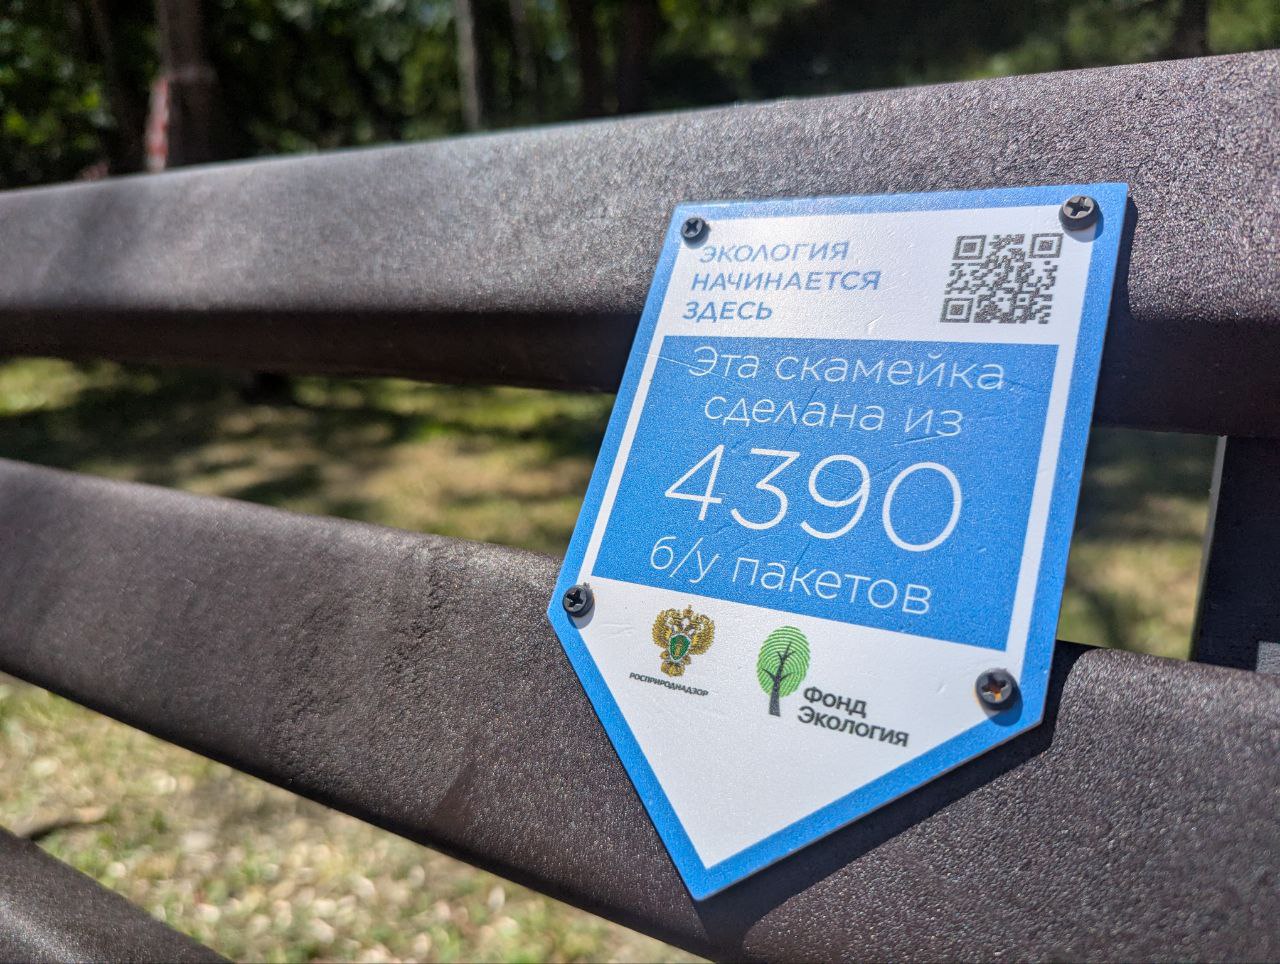 ЭКОЛОГИЯ
НАЧИНАЕТСЯ
ЗДЕСЬ
Эта скамейка
сделана из
4390
б/у пакетов
РОСПРИРОДНАДЗОР
ФОНД
ЭКОЛОГИЯ